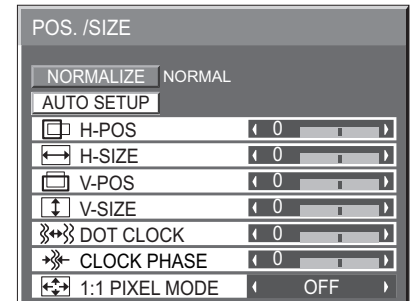 POS. /SIZE
NORMALIZE NORMAL
AUTO SETUP
H-POS 0
H-SIZE 0
V-POS 0
V-SIZE 0
DOT CLOCK 0
CLOCK PHASE 0
1:1 PIXEL MODE OFF